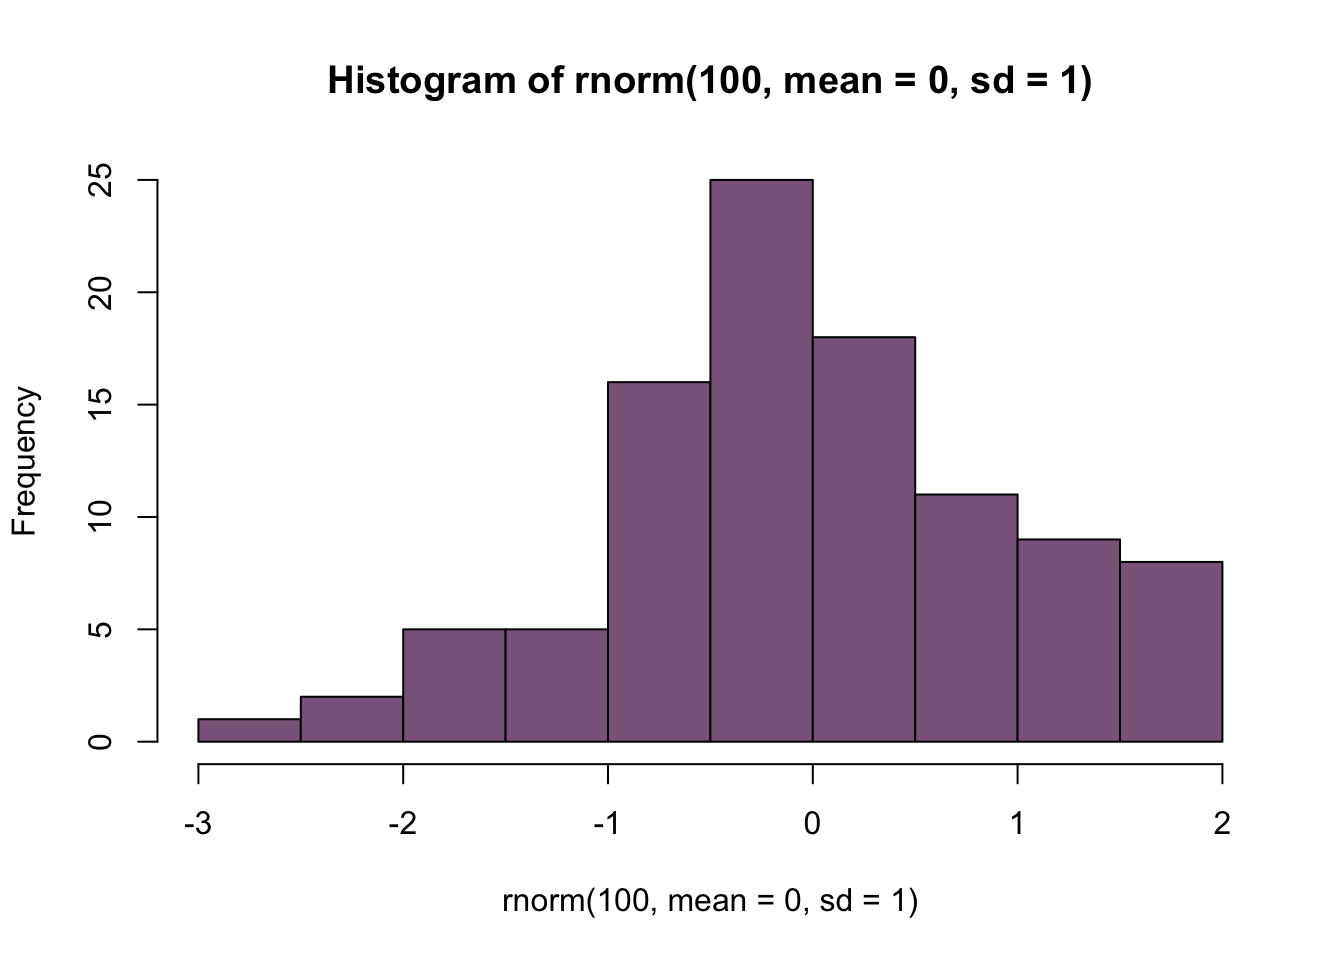 Histogram of rnorm(100, mean = 0, sd = 1)
Frequency
25
20
15
10
5
0
-3 -2 -1 0 1 2
rnorm(100, mean = 0, sd = 1)